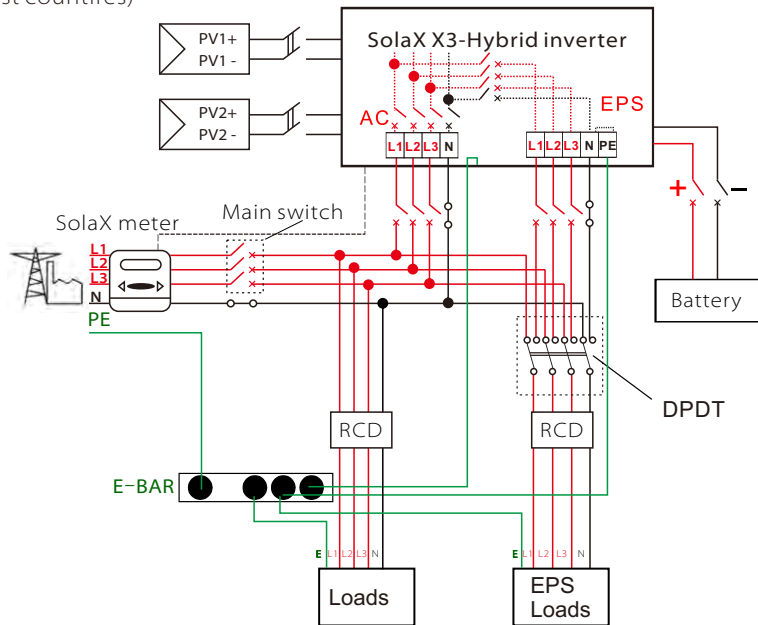 st countires)
PV1+
PV1 -
PV2+
PV2 -
SolaX X3-Hybrid inverter
AC
EPS
L1 L2 L3 N
L1 L2 L3 N PE
SolaX meter
Main switch
+ −
L1
L2
L3
N
PE
Battery
DPDT
RCD
RCD
E-BAR
E L1 L2 L3 N
E L1 L2 L3 N
Loads
EPS
Loads